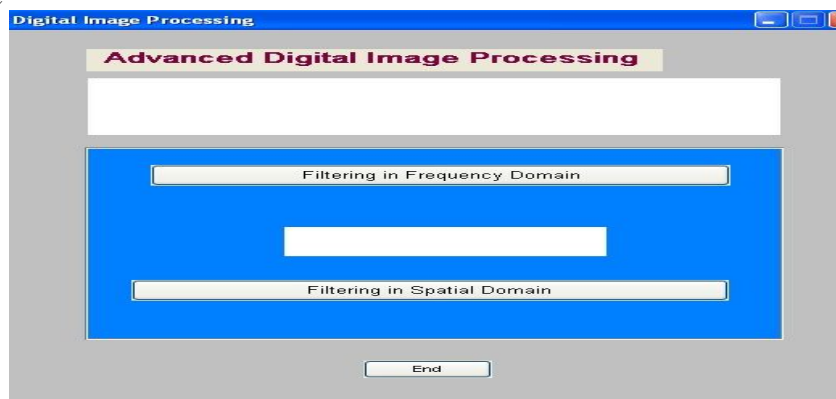 Digital Image Processing
Advanced Digital Image Processing
Filtering in Frequency Domain
Filtering in Spatial Domain
End